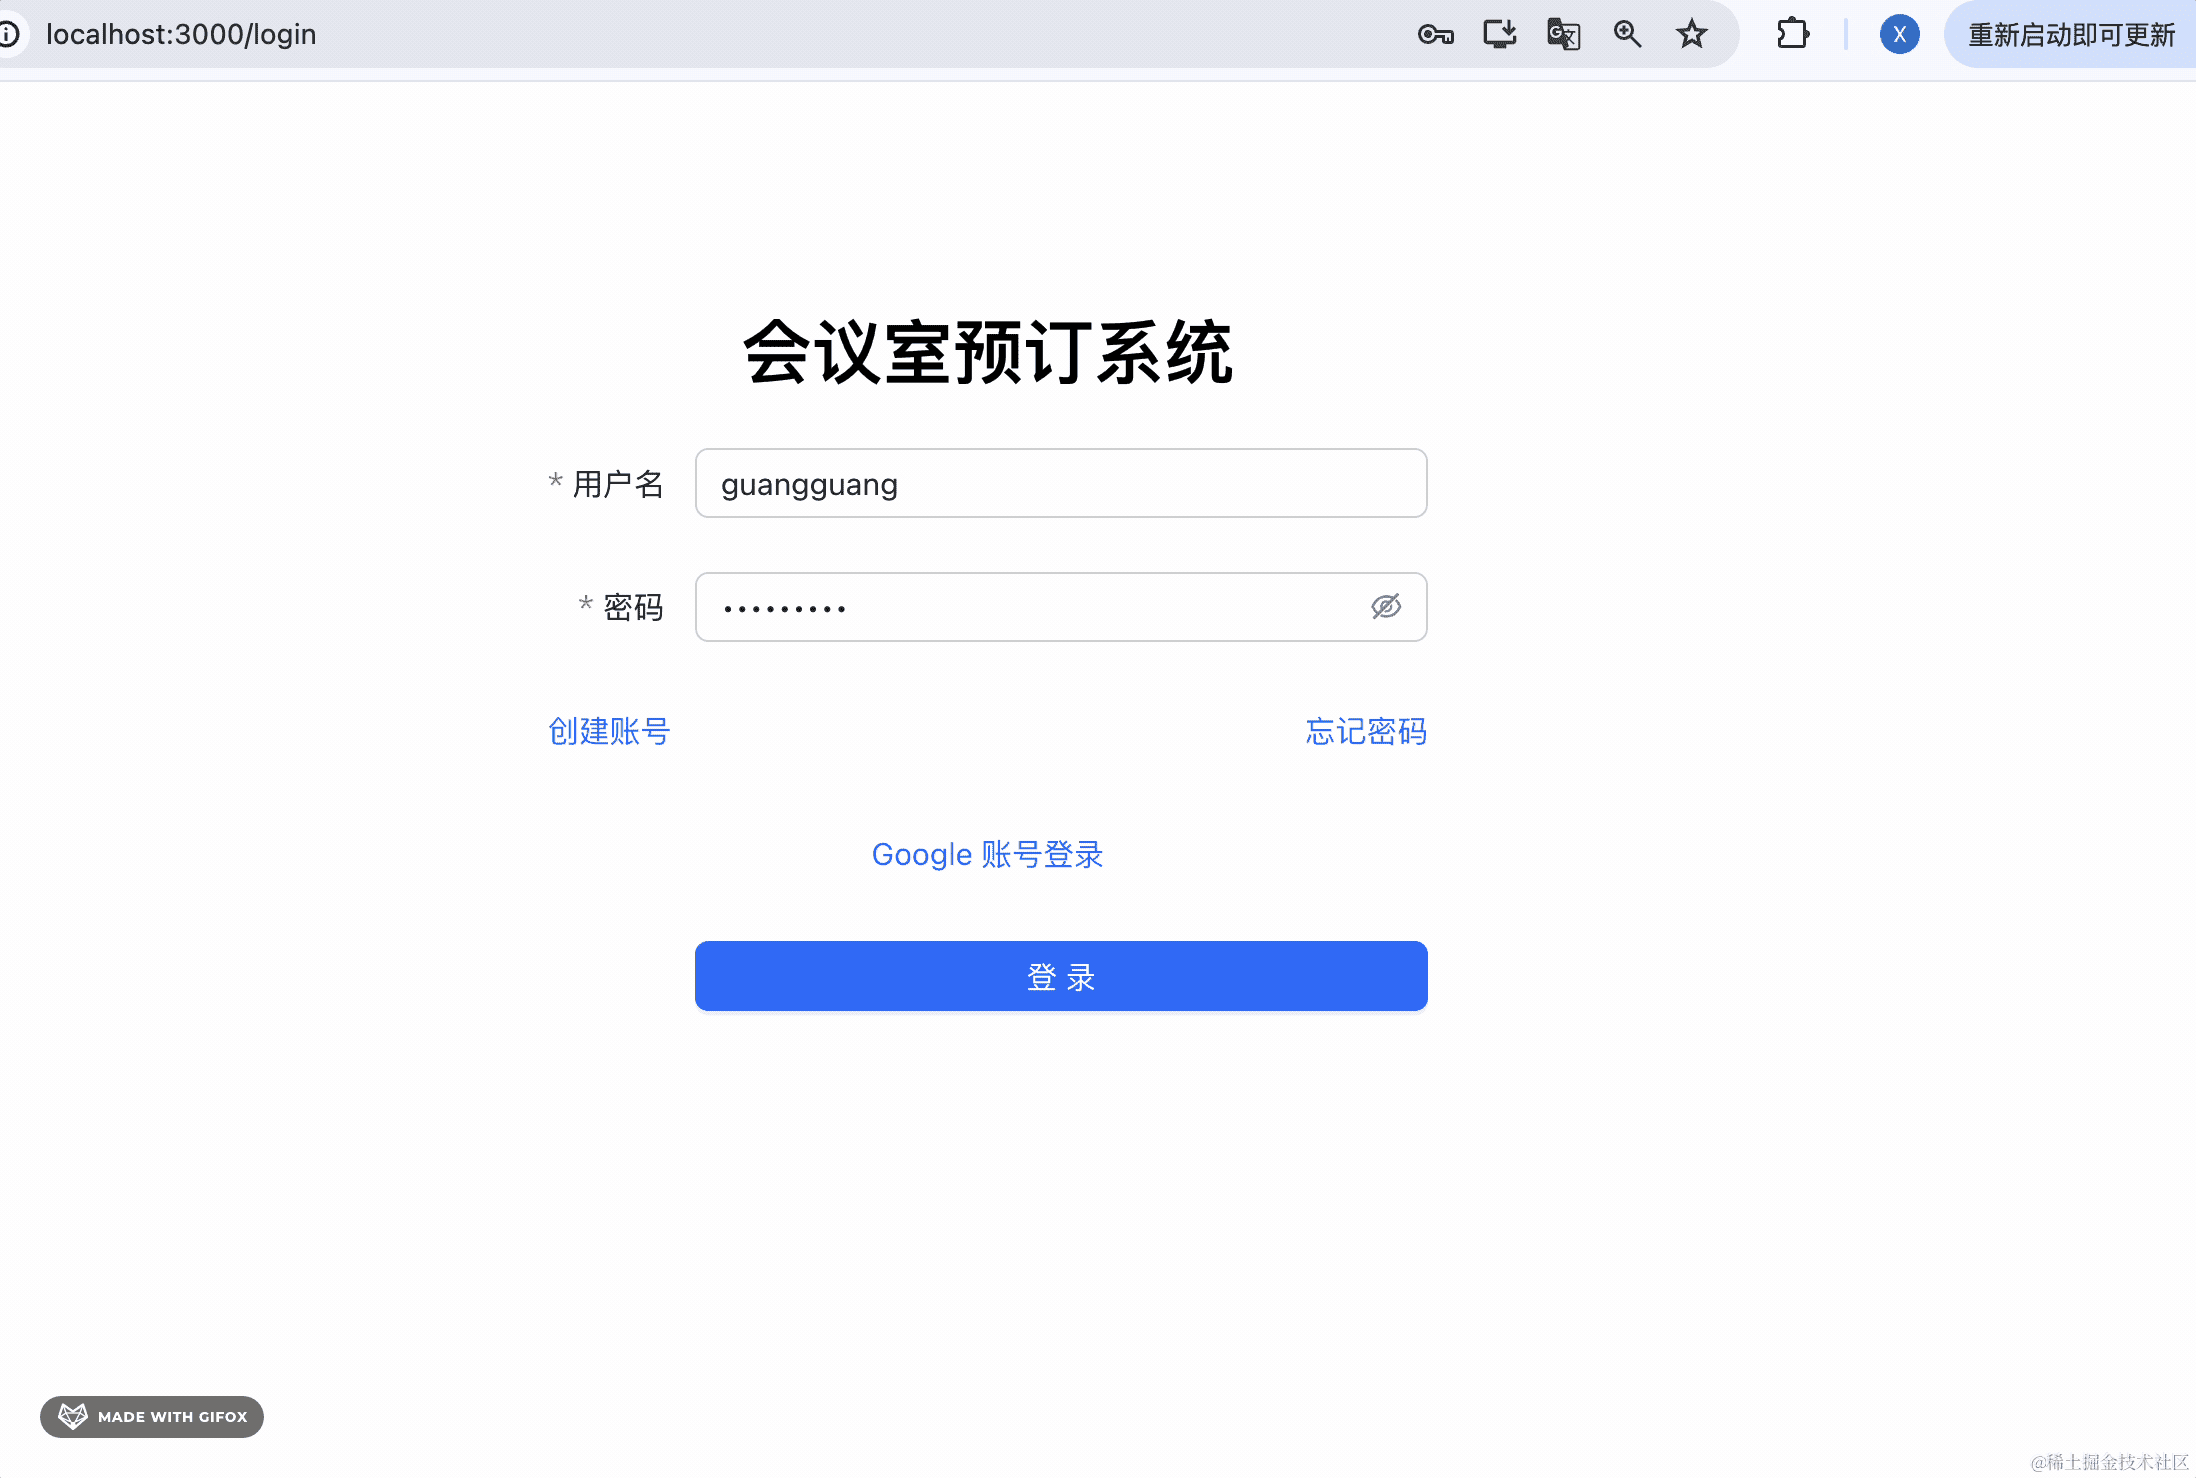 localhost:3000/login
X
重新启动即可更新
会议室预订系统
* 用户名
guangguang
* 密码
•••••••••
创建账号
忘记密码
Google 账号登录
登 录
MADE WITH GIFOX
@稀土掘金技术社区